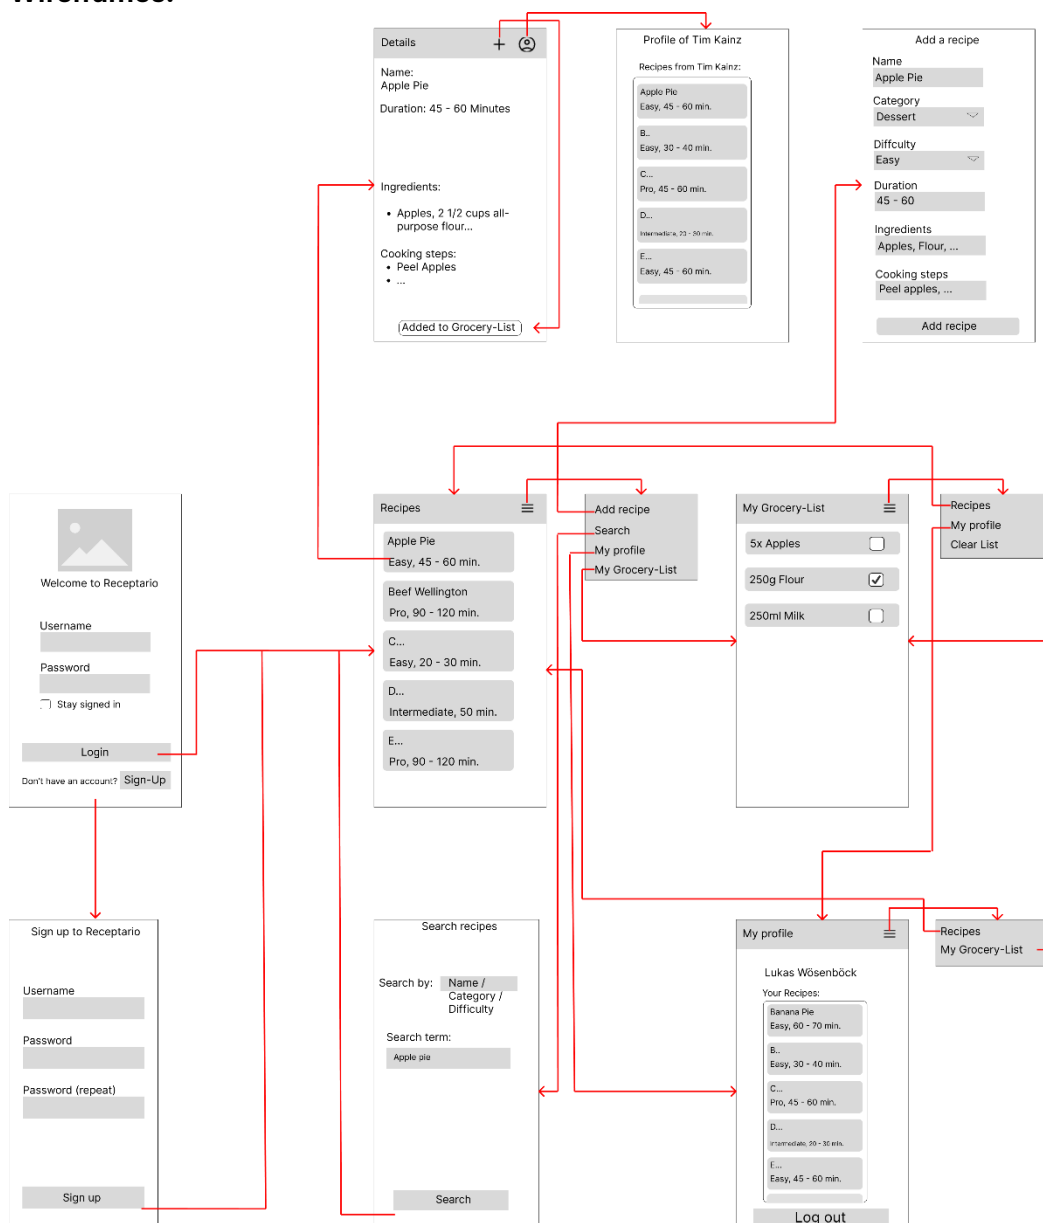 Wireframes:
Details
Name:
Apple Pie
Duration: 45 - 60 Minutes
Ingredients:
• Apples, 2 1/2 cups all-
purpose flour...
Cooking steps:
• Peel Apples
• ...
Added to Grocery-List
Profile of Tim Kainz
Recipes from Tim Kainz:
Apple Pie
Easy, 45 - 60 min.
B..
Easy, 30 - 40 min.
C...
Pro, 45 - 60 min.
D...
Intermediate, 20 - 30 min.
E...
Easy, 45 - 60 min.
Add a recipe
Name
Apple Pie
Category
Dessert
Diffculty
Easy
Duration
45 - 60
Ingredients
Apples, Flour, ...
Cooking steps
Peel apples, ...
Add recipe
Welcome to Receptario
Username
Password
Stay signed in
Login
Don't have an account? Sign-Up
Recipes
Apple Pie
Easy, 45 - 60 min.
Beef Wellington
Pro, 90 - 120 min.
C...
Easy, 20 - 30 min.
D...
Intermediate, 50 min.
E...
Pro, 90 - 120 min.
Add recipe
Search
My profile
My Grocery-List
My Grocery-List
5x Apples
250g Flour
250ml Milk
Recipes
My profile
Clear List
Sign up to Receptario
Username
Password
Password (repeat)
Sign up
Search recipes
Search by: Name /
Category /
Difficulty
Search term:
Apple pie
Search
My profile
Lukas Wösenböck
Your Recipes:
Banana Pie
Easy, 60 - 70 min.
B..
Easy, 30 - 40 min.
C...
Pro, 45 - 60 min.
D...
Intermediate, 20 - 30 min.
E...
Easy, 45 - 60 min.
Log out
Recipes
My Grocery-List